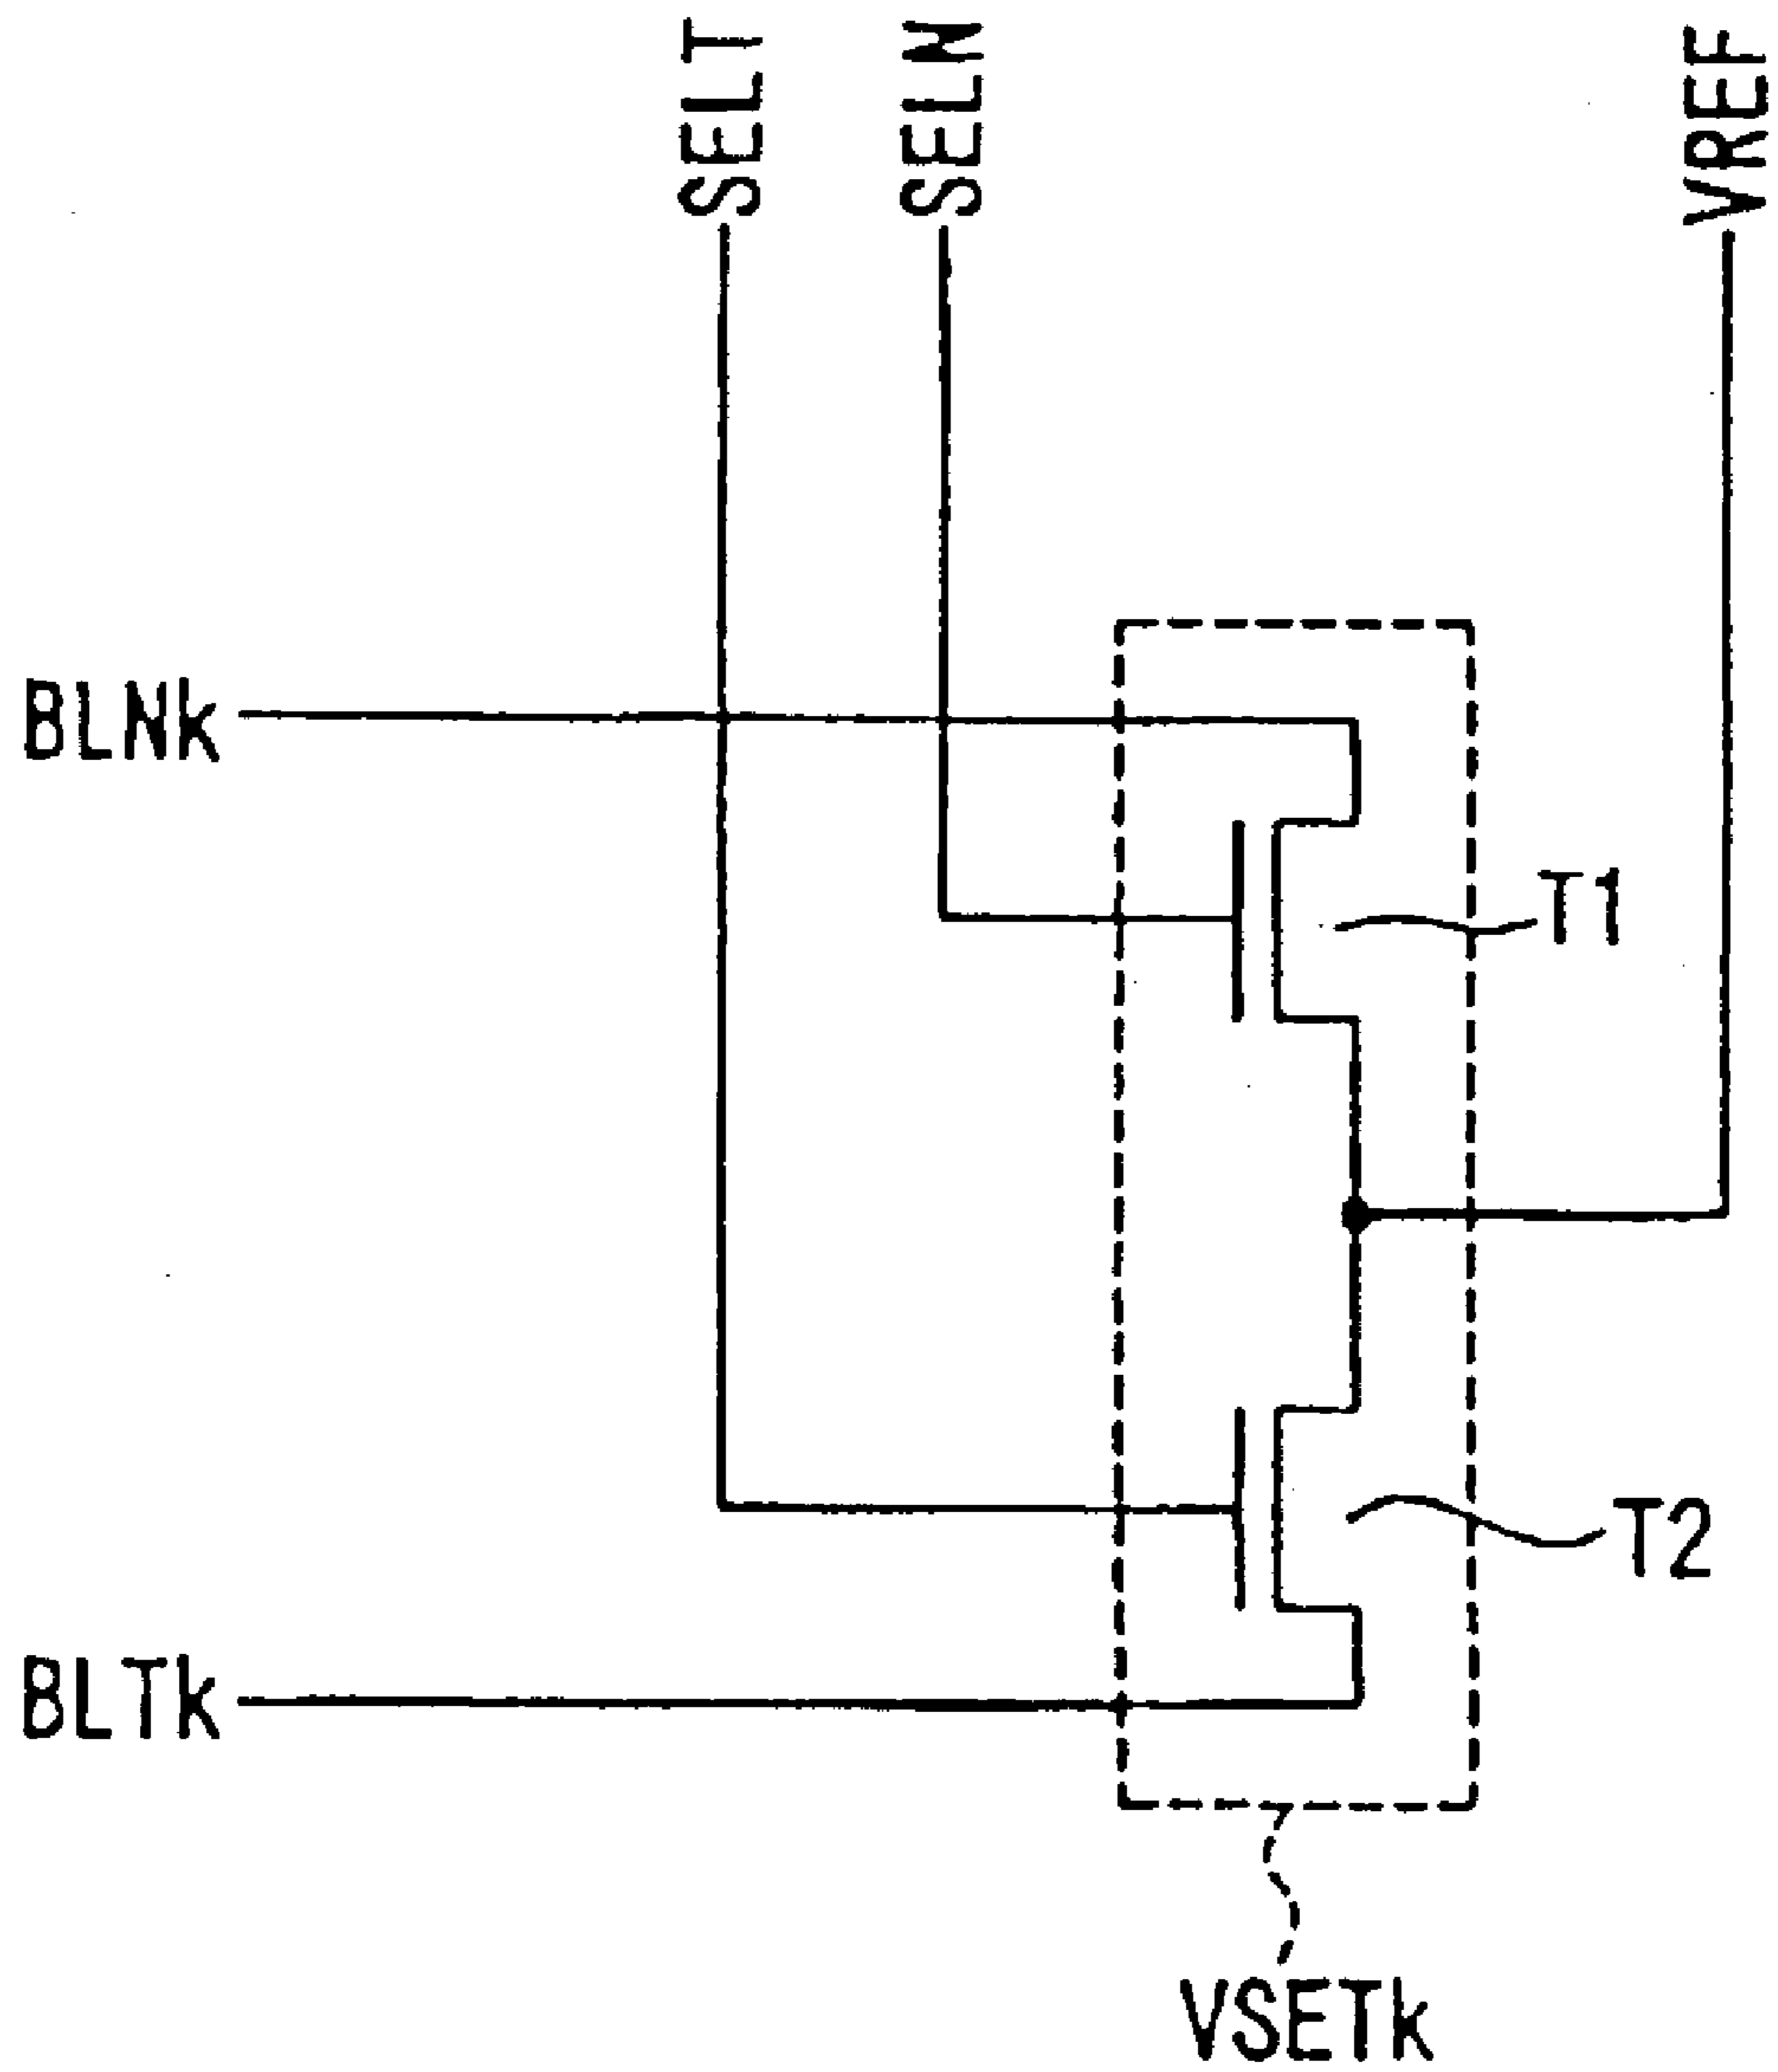 SELT
SELN
VREF
BLNk
T1
T2
BLTk
VSETk